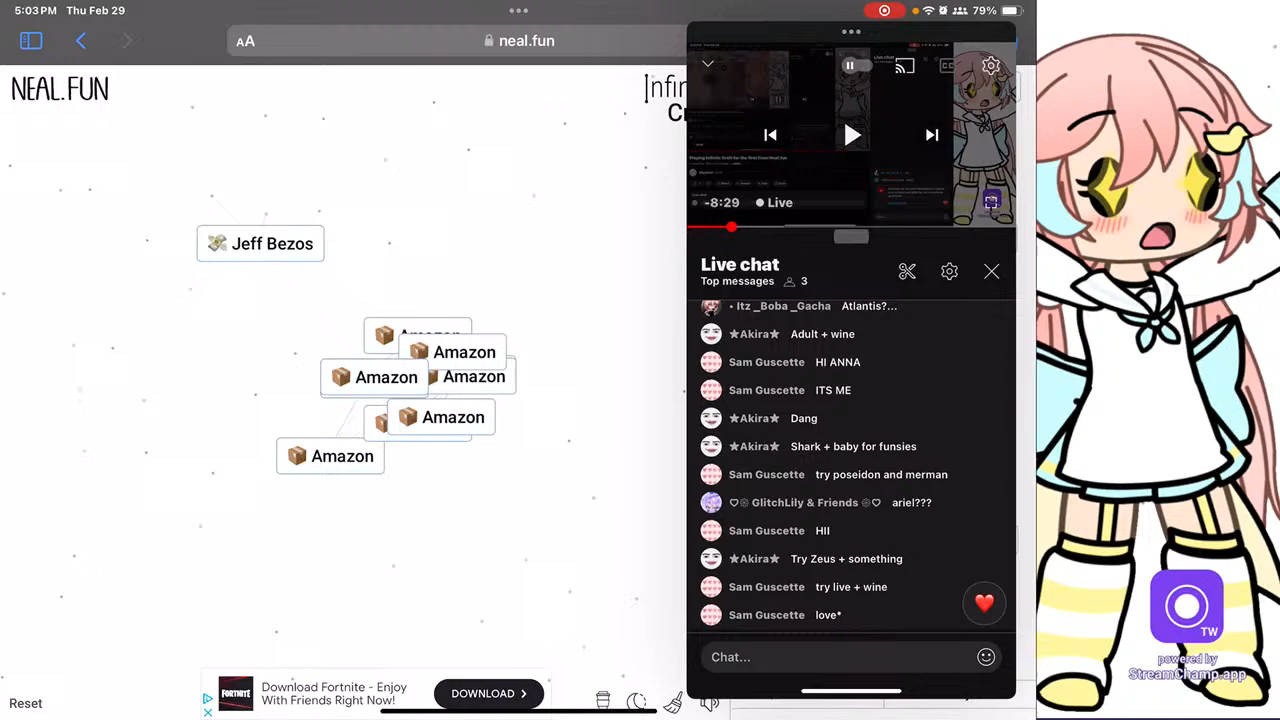 5:03 PM Thu Feb 29
79%
AA
neal.fun
NEAL.FUN
Infin
Cr
💸 Jeff Bezos
📦 Amazon
📦 Amazon
📦 Amazon
Amazon
📦 Amazon
📦 Amazon
-8:29
Live
Live chat
Top messages 3
• Itz_Boba_Gacha Atlantis?...
★Akira★ Adult + wine
Sam Guscette HI ANNA
Sam Guscette ITS ME
★Akira★ Dang
★Akira★ Shark + baby for funsies
Sam Guscette try poseidon and merman
♡❀ GlitchLily & Friends ❀♡ ariel???
Sam Guscette HII
★Akira★ Try Zeus + something
Sam Guscette try live + wine
Sam Guscette love*
Chat...
FORTNITE
Download Fortnite - Enjoy
With Friends Right Now!
DOWNLOAD
Reset
TW
powered by
StreamChamp.app